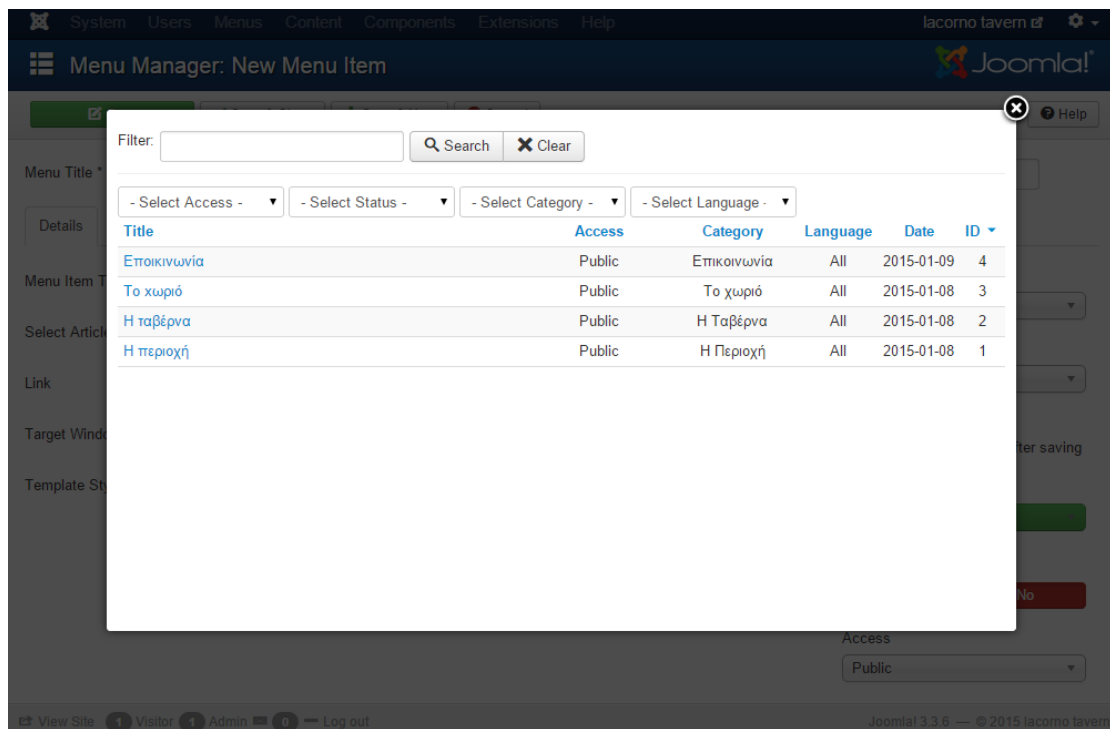 System Users Menus Content Components Extensions Help lacorno tavern
Menu Manager: New Menu Item Joomla!
Help
Filter: Search Clear
Menu Title *
- Select Access - - Select Status - - Select Category - - Select Language -
Details
Title Access Category Language Date ID
Εποικινωνία Public Επικοινωνία All 2015-01-09 4
Menu Item T
Το χωριό Public Το χωριό All 2015-01-08 3
Η ταβέρνα Public Η Ταβέρνα All 2015-01-08 2
Select Article
Η περιοχή Public Η Περιοχή All 2015-01-08 1
Link
Target Windo
fter saving
Template Sty
No
Access
Public
View Site 1 Visitor 1 Admin 0 Log out Joomla! 3.3.6 — © 2015 lacorno tavern